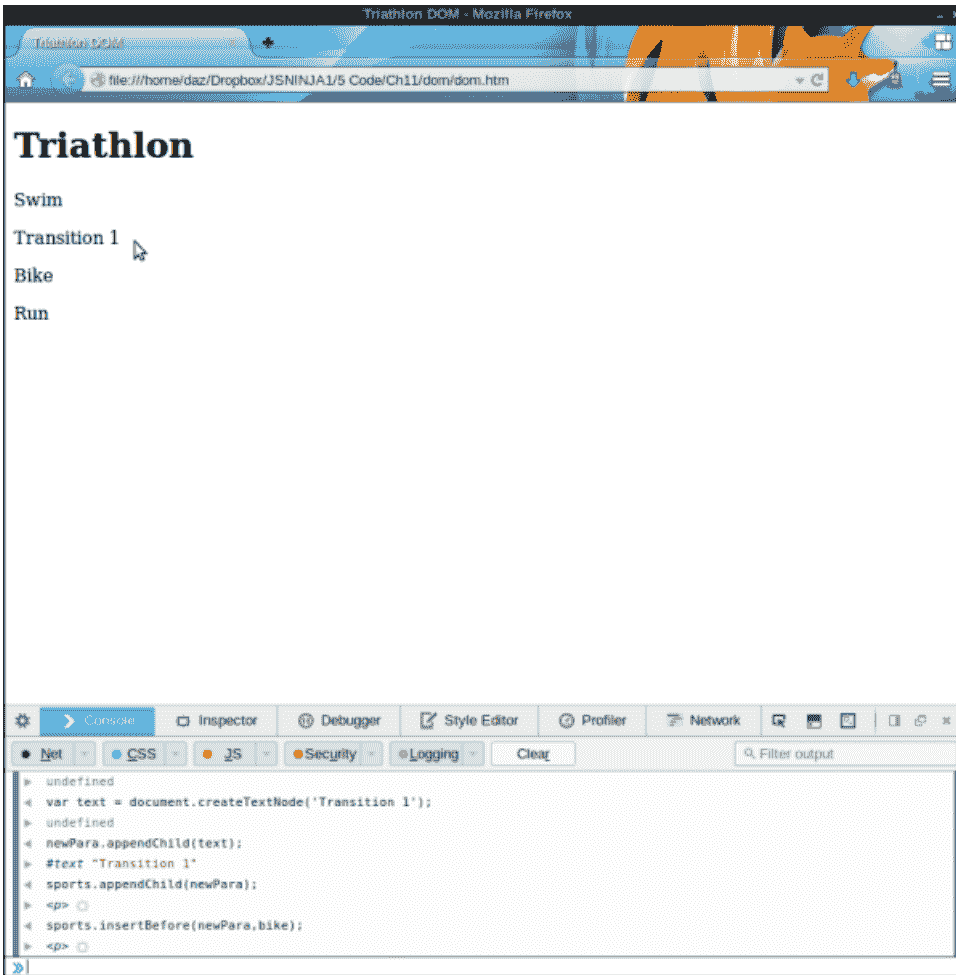 Triathlon DOM - Mozilla Firefox
Triathlon DOM
file:///home/daz/Dropbox/JSNINJA1/5 Code/Ch11/dom/dom.htm
Triathlon
Swim
Transition 1
Bike
Run
Console Inspector Debugger Style Editor Profiler Network
Net CSS JS Security Logging Clear Filter output
undefined
var text = document.createTextNode('Transition 1');
undefined
newPara.appendChild(text);
#text "Transition 1"
sports.appendChild(newPara);
<p>
sports.insertBefore(newPara,bike);
<p>